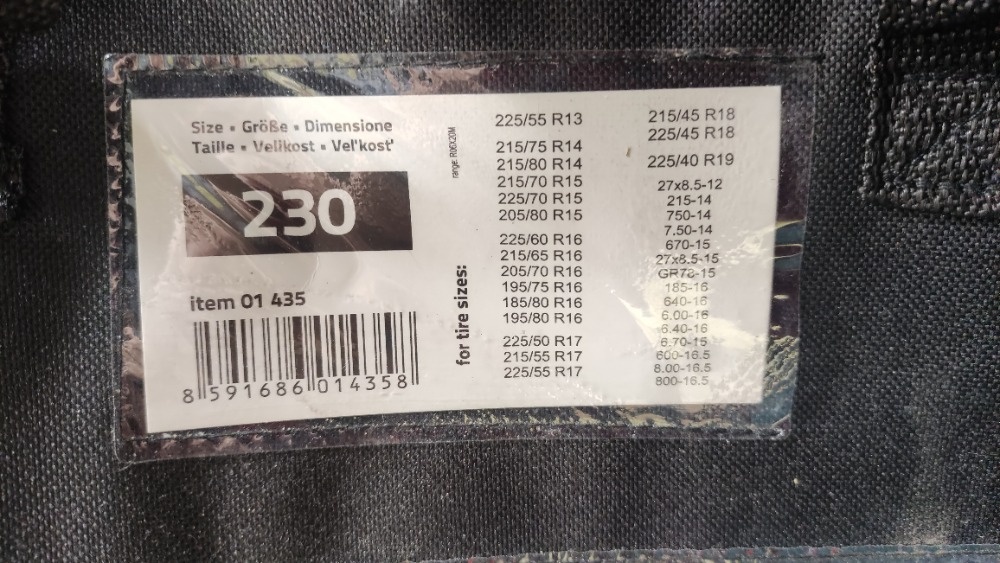 Size • Größe • Dimensione
Taille • Velikost • Veľkosť
230
item 01 435
8 591686 014358
for tire sizes:
225/55 R13
215/75 R14
215/80 R14
215/70 R15
225/70 R15
205/80 R15
225/60 R16
215/65 R16
205/70 R16
195/75 R16
185/80 R16
195/80 R16
225/50 R17
215/55 R17
225/55 R17
215/45 R18
225/45 R18
225/40 R19
27x8.5-12
215-14
750-14
7.50-14
670-15
27x8.5-15
GR78-15
185-16
640-16
6.00-16
6.40-16
6.70-15
600-16.5
8.00-16.5
800-16.5